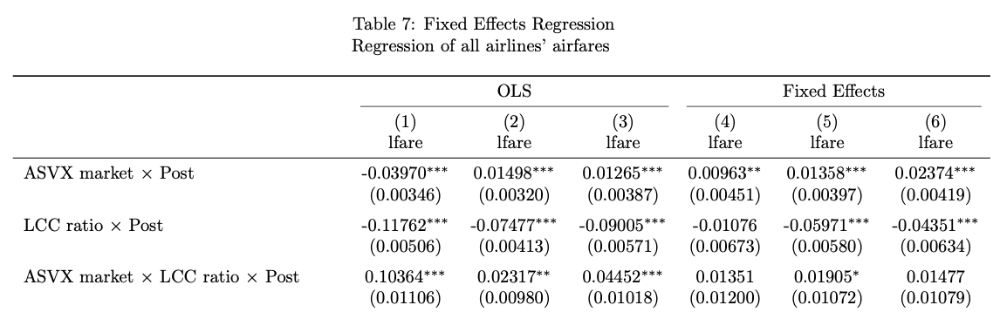 Table 7: Fixed Effects Regression
Regression of all airlines' airfares
OLS Fixed Effects
(1) (2) (3) (4) (5) (6)
lfare lfare lfare lfare lfare lfare
ASVX market × Post -0.03970*** 0.01498*** 0.01265*** 0.00963** 0.01358*** 0.02374***
(0.00346) (0.00320) (0.00387) (0.00451) (0.00397) (0.00419)
LCC ratio × Post -0.11762*** -0.07477*** -0.09005*** -0.01076 -0.05971*** -0.04351***
(0.00506) (0.00413) (0.00571) (0.00673) (0.00580) (0.00634)
ASVX market × LCC ratio × Post 0.10364*** 0.02317** 0.04452*** 0.01351 0.01905* 0.01477
(0.01106) (0.00980) (0.01018) (0.01200) (0.01072) (0.01079)